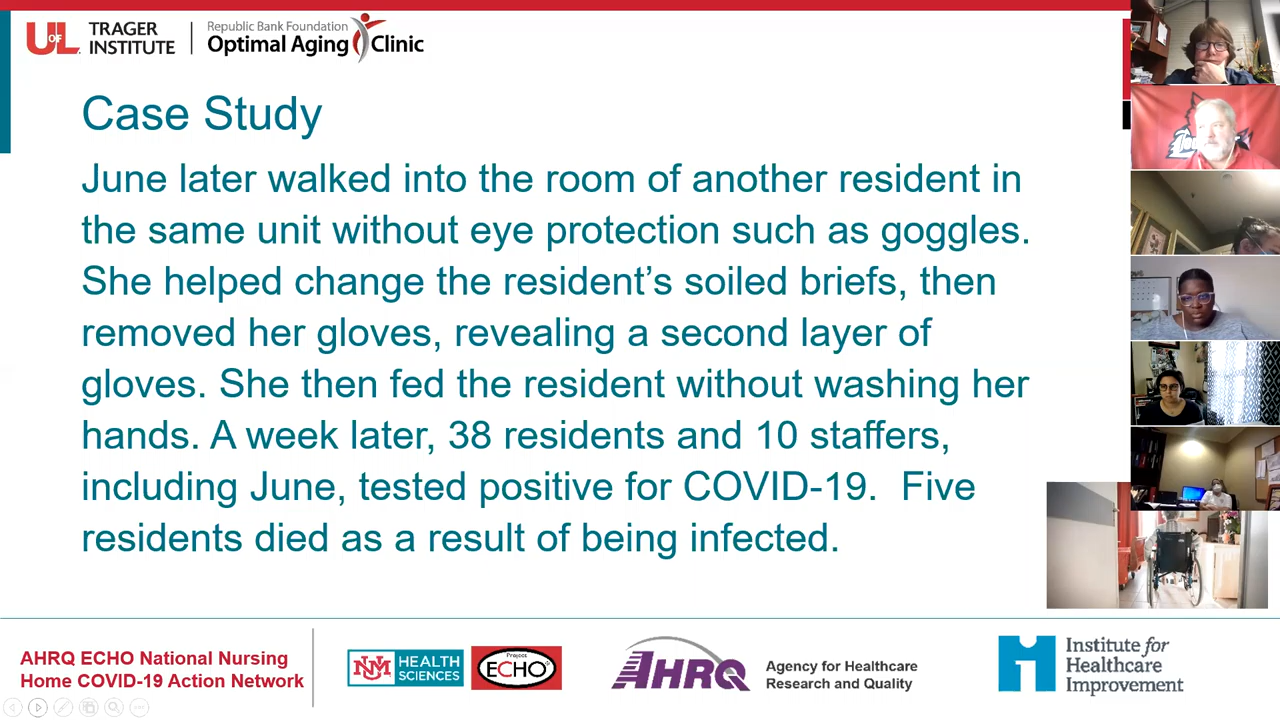 UofL TRAGER INSTITUTE
Republic Bank Foundation
Optimal Aging Clinic
Case Study
June later walked into the room of another resident in
the same unit without eye protection such as goggles.
She helped change the resident’s soiled briefs, then
removed her gloves, revealing a second layer of
gloves. She then fed the resident without washing her
hands. A week later, 38 residents and 10 staffers,
including June, tested positive for COVID-19.  Five
residents died as a result of being infected.
AHRQ ECHO National Nursing
Home COVID-19 Action Network
UNM HEALTH
SCIENCES
Project
ECHO®
AHRQ
Agency for Healthcare
Research and Quality
Institute for
Healthcare
Improvement